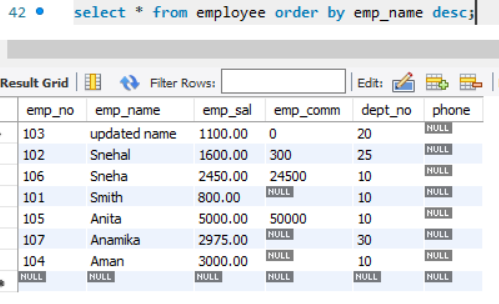 42 select * from employee order by emp_name desc;
Result Grid Filter Rows: Edit:
emp_no emp_name emp_sal emp_comm dept_no phone
103 updated name 1100.00 0 20 NULL
102 Snehal 1600.00 300 25 NULL
106 Sneha 2450.00 24500 10 NULL
101 Smith 800.00 NULL 10 NULL
105 Anita 5000.00 50000 10 NULL
107 Anamika 2975.00 NULL 30 NULL
104 Aman 3000.00 NULL 10 NULL
NULL NULL NULL NULL NULL NULL